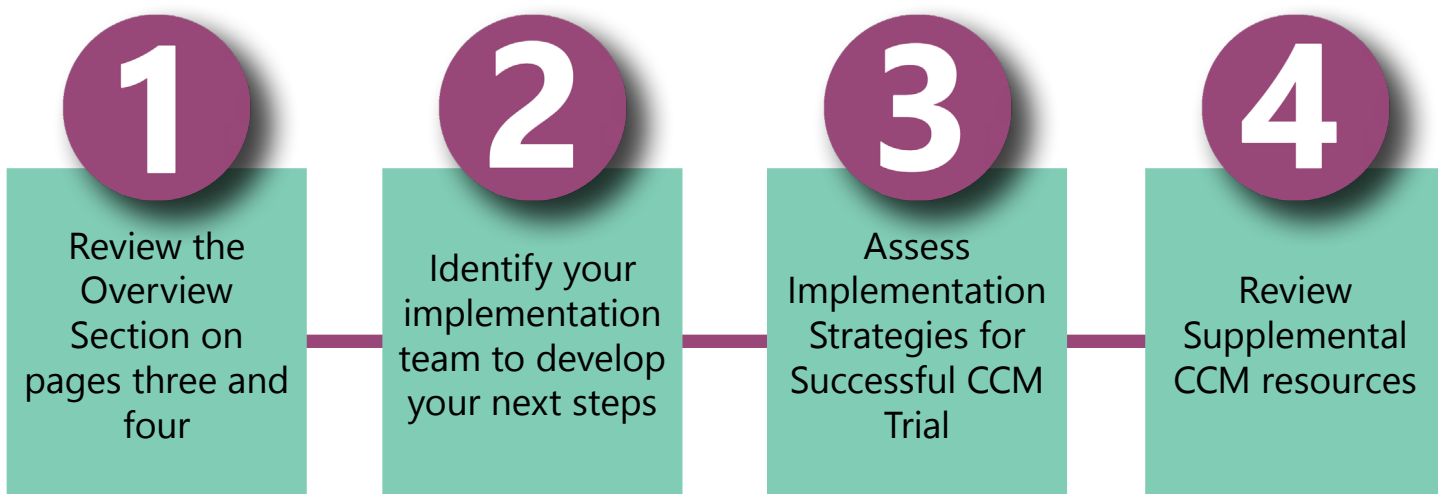 1
Review the
Overview
Section on
pages three and
four
2
Identify your
implementation
team to develop
your next steps
3
Assess
Implementation
Strategies for
Successful CCM
Trial
4
Review
Supplemental
CCM resources